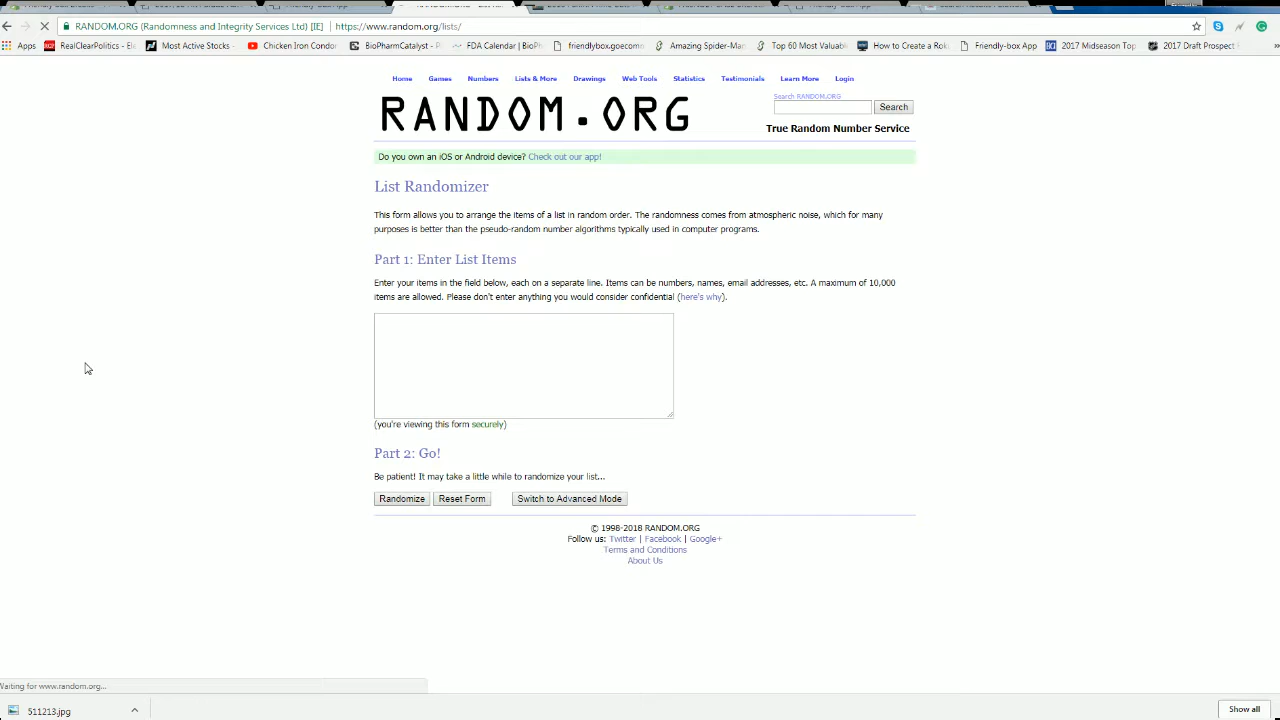 RANDOM.ORG (Randomness and Integrity Services Ltd) [IE] https://www.random.org/lists/
Apps RealClearPolitics - Ele Most Active Stocks - Chicken Iron Condor BioPharmCatalyst - C FDA Calendar | BioPh friendlybox.goecomm Amazing Spider-Man Top 60 Most Valuabl How to Create a Rok Friendly-box App 2017 Midseason Top 2017 Draft Prospect
Home Games Numbers Lists & More Drawings Web Tools Statistics Testimonials Learn More Login
Search RANDOM.ORG
RANDOM.ORG
Search
True Random Number Service
Do you own an iOS or Android device? Check out our app!
List Randomizer
This form allows you to arrange the items of a list in random order. The randomness comes from atmospheric noise, which for many
purposes is better than the pseudo-random number algorithms typically used in computer programs.
Part 1: Enter List Items
Enter your items in the field below, each on a separate line. Items can be numbers, names, email addresses, etc. A maximum of 10,000
items are allowed. Please don't enter anything you would consider confidential (here's why).
(you're viewing this form securely)
Part 2: Go!
Be patient! It may take a little while to randomize your list...
Randomize Reset Form Switch to Advanced Mode
© 1998-2018 RANDOM.ORG
Follow us: Twitter | Facebook | Google+
Terms and Conditions
About Us
Waiting for www.random.org...
511213.jpg Show all